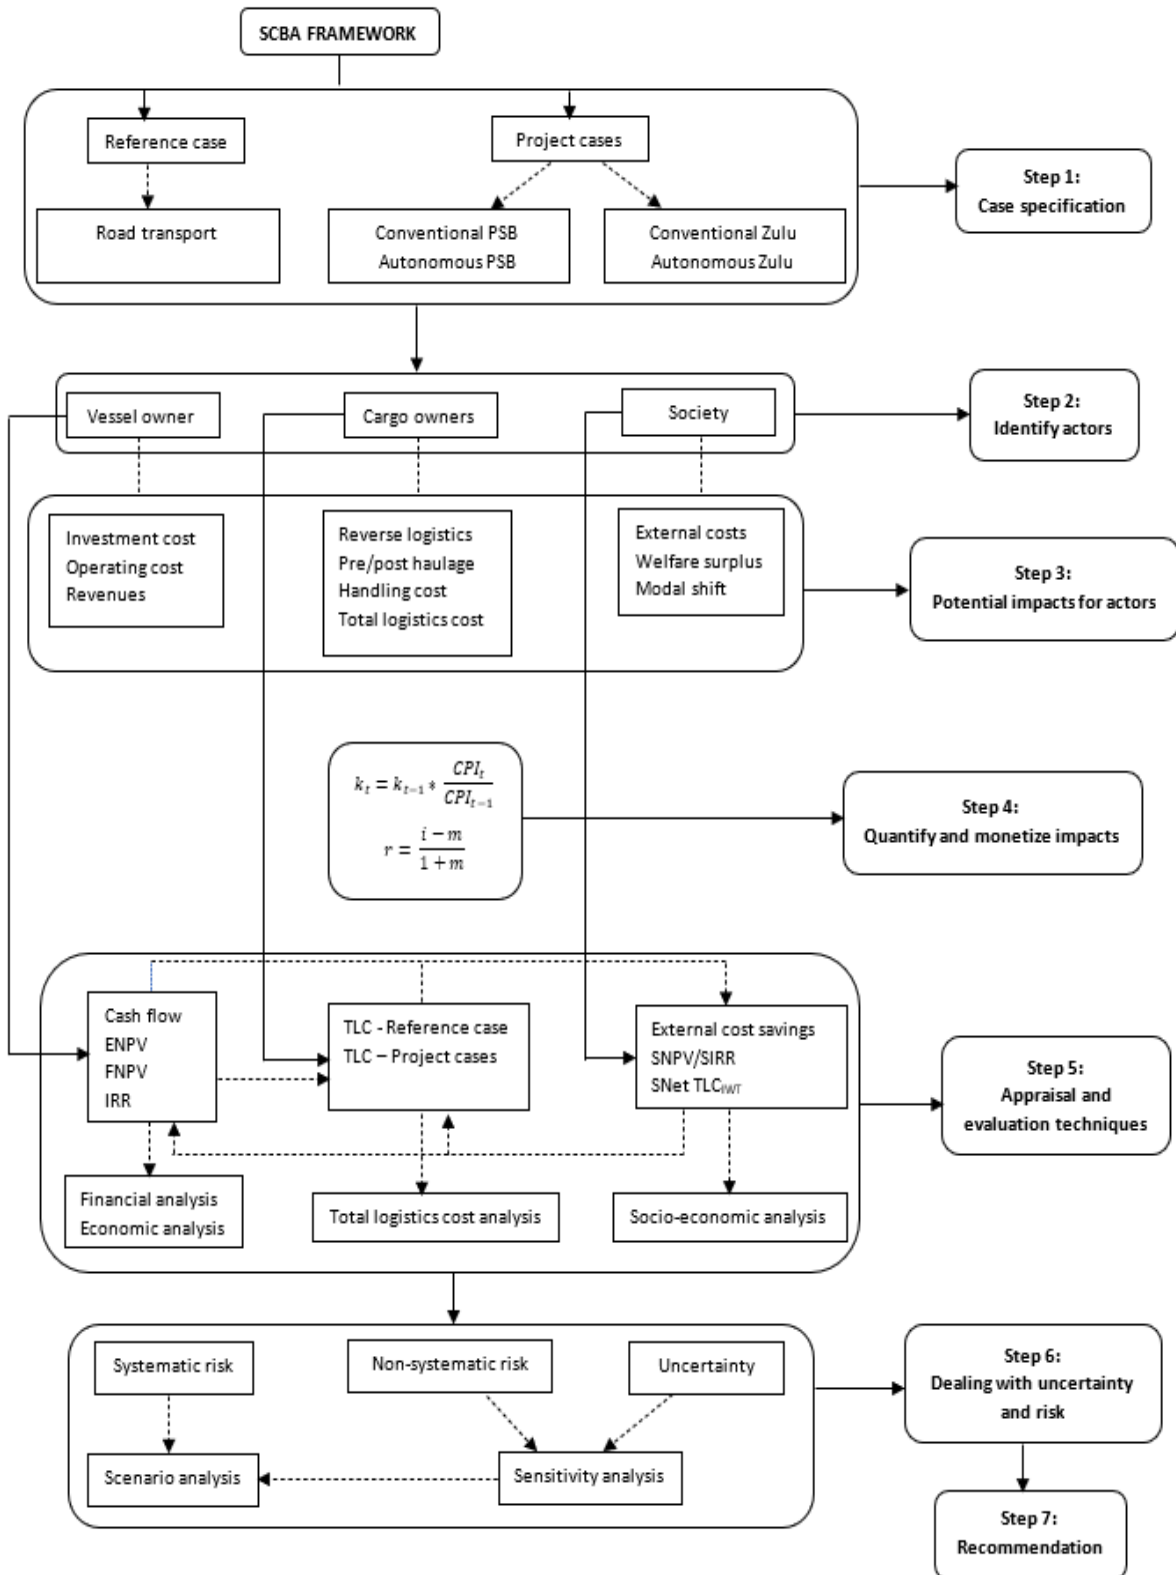 SCBA FRAMEWORK
Reference case
Project cases
Step 1:
Case specification
Road transport
Conventional PSB
Autonomous PSB
Conventional Zulu
Autonomous Zulu
Vessel owner
Cargo owners
Society
Step 2:
Identify actors
Investment cost
Operating cost
Revenues
Reverse logistics
Pre/post haulage
Handling cost
Total logistics cost
External costs
Welfare surplus
Modal shift
Step 3:
Potential impacts for actors
k_t = k_{t-1} * CPI_t / CPI_{t-1}
r = i - m / 1 + m
Step 4:
Quantify and monetize impacts
Cash flow
ENPV
FNPV
IRR
TLC - Reference case
TLC – Project cases
External cost savings
SNPV/SIRR
SNet TLC_IWT
Step 5:
Appraisal and
evaluation techniques
Financial analysis
Economic analysis
Total logistics cost analysis
Socio-economic analysis
Systematic risk
Non-systematic risk
Uncertainty
Scenario analysis
Sensitivity analysis
Step 6:
Dealing with uncertainty
and risk
Step 7:
Recommendation